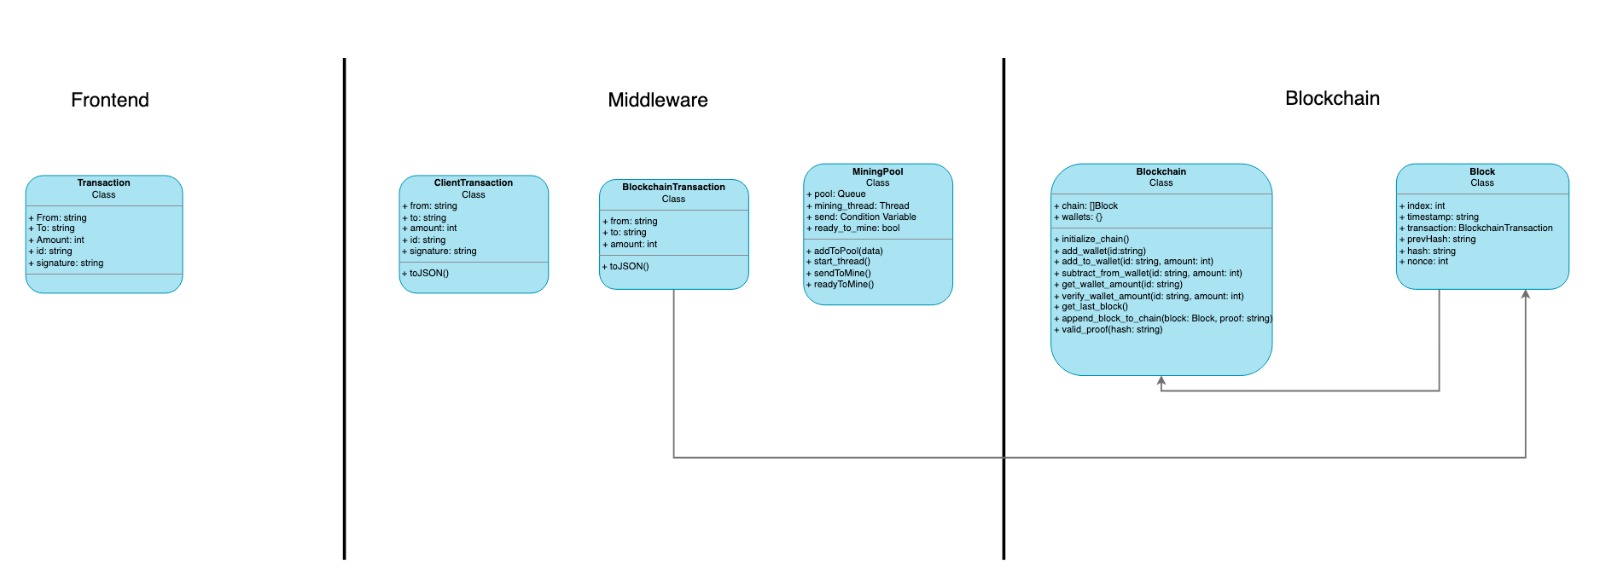 Frontend
Middleware
Blockchain
Transaction
Class
+ From: string
+ To: string
+ Amount: int
+ id: string
+ signature: string
ClientTransaction
Class
+ from: string
+ to: string
+ amount: int
+ id: string
+ signature: string
+ toJSON()
BlockchainTransaction
Class
+ from: string
+ to: string
+ amount: int
+ toJSON()
MiningPool
Class
+ pool: Queue
+ mining_thread: Thread
+ send: Condition Variable
+ ready_to_mine: bool
+ addToPool(data)
+ start_thread()
+ sendToMine()
+ readyToMine()
Blockchain
Class
+ chain: []Block
+ wallets: {}
+ initialize_chain()
+ add_wallet(id:string)
+ add_to_wallet(id: string, amount: int)
+ subtract_from_wallet(id: string, amount: int)
+ get_wallet_amount(id: string)
+ verify_wallet_amount(id: string, amount: int)
+ get_last_block()
+ append_block_to_chain(block: Block, proof: string)
+ valid_proof(hash: string)
Block
Class
+ index: int
+ timestamp: string
+ transaction: BlockchainTransaction
+ prevHash: string
+ hash: string
+ nonce: int